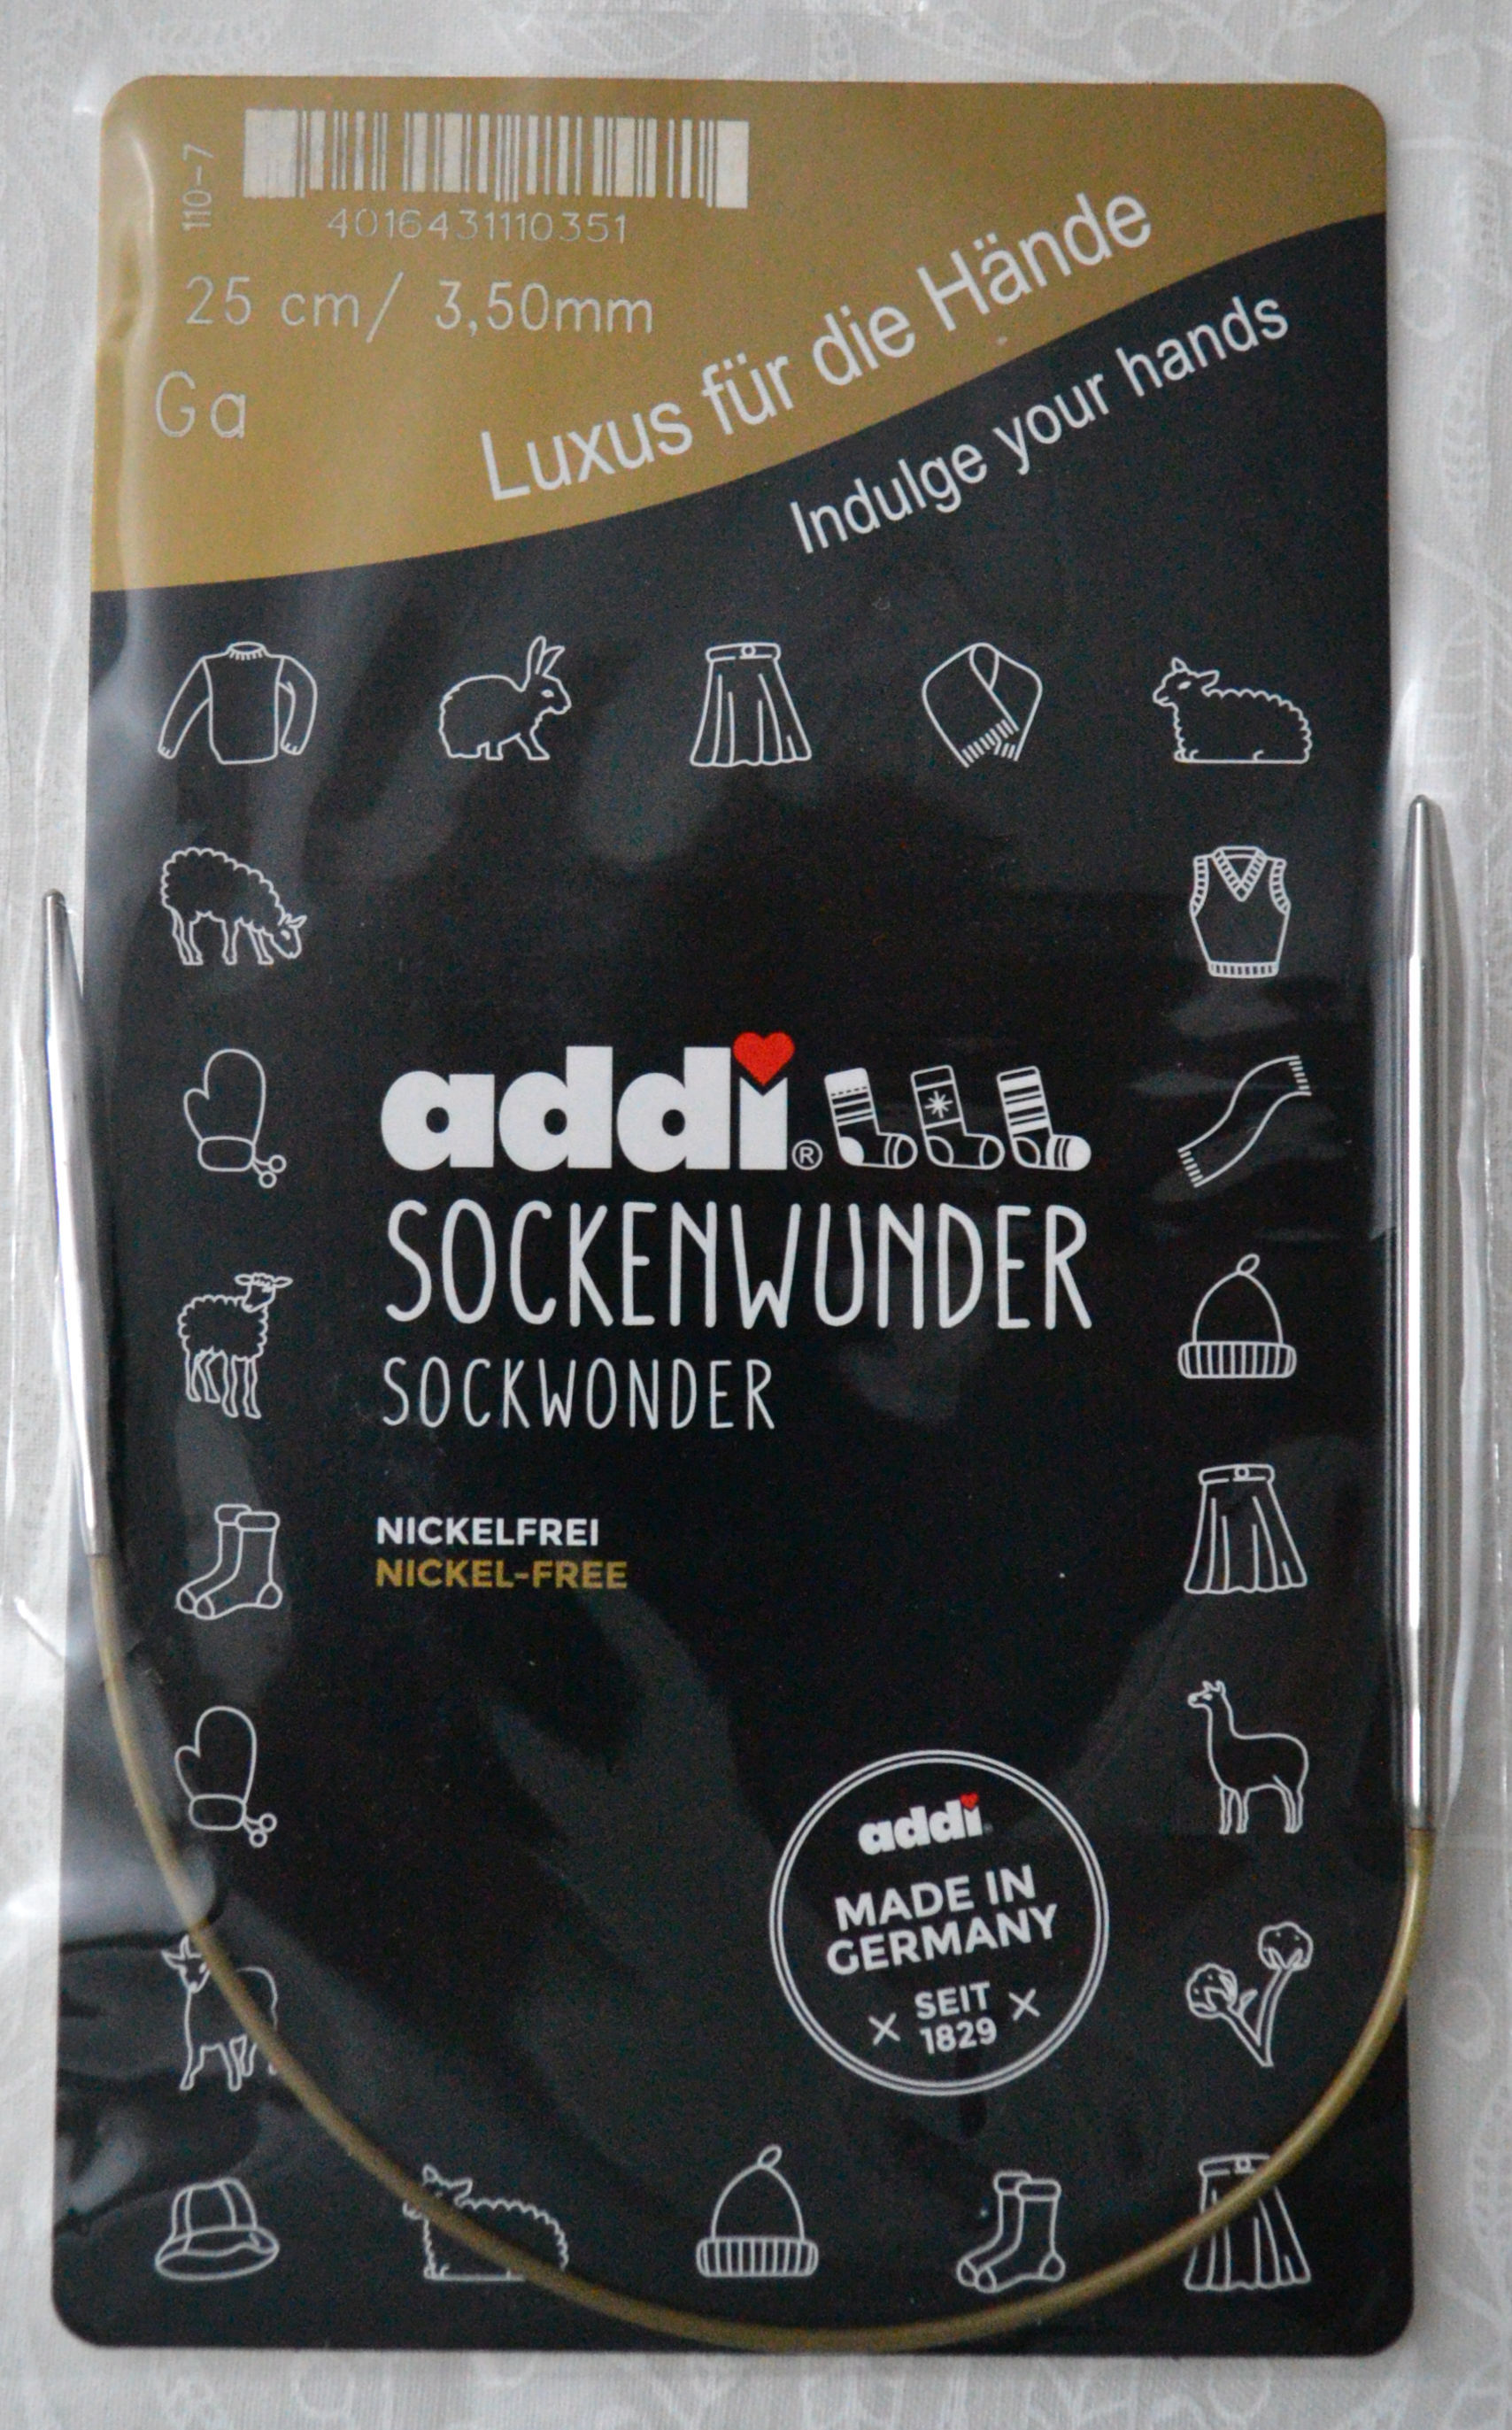 110-7
4016431110351
25 cm/ 3,50mm
Ga
Luxus für die Hände
Indulge your hands
addi®
SOCKENWUNDER
SOCKWONDER
NICKELFREI
NICKEL-FREE
addi
MADE IN
GERMANY
SEIT
1829